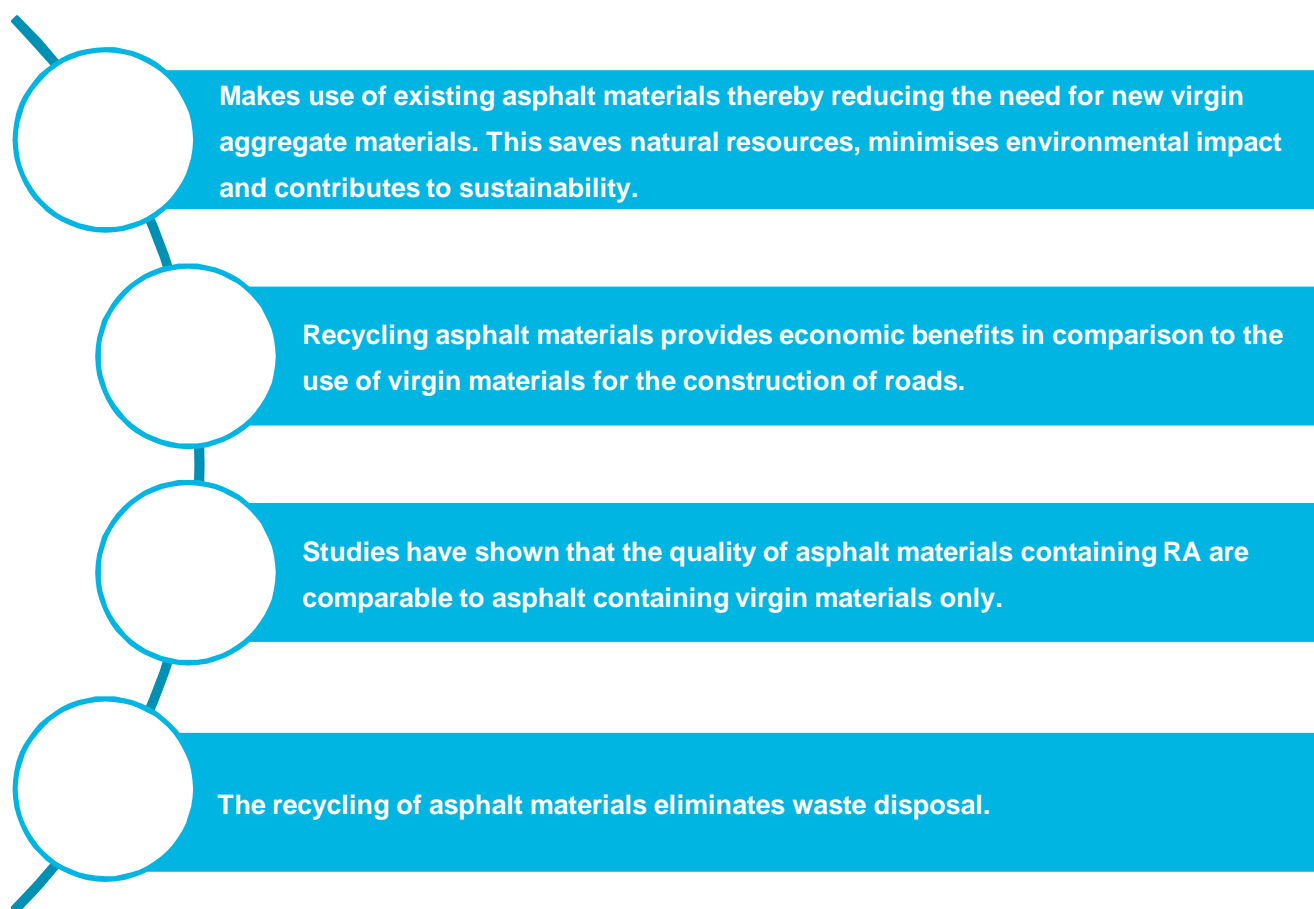 Makes use of existing asphalt materials thereby reducing the need for new virgin
aggregate materials. This saves natural resources, minimises environmental impact
and contributes to sustainability.
Recycling asphalt materials provides economic benefits in comparison to the
use of virgin materials for the construction of roads.
Studies have shown that the quality of asphalt materials containing RA are
comparable to asphalt containing virgin materials only.
The recycling of asphalt materials eliminates waste disposal.